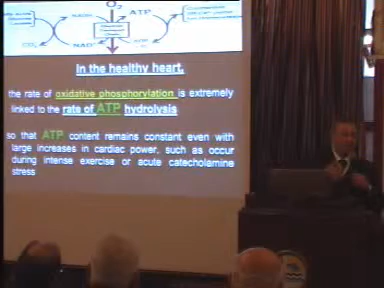 O2
NADH
ATP
CO2
NAD+
In the healthy heart,
the rate of oxidative phosphorylation is extremely
linked to the rate of ATP hydrolysis
so that ATP content remains constant even with
large increases in cardiac power, such as occur
during intense exercise or acute catecholamine
stress